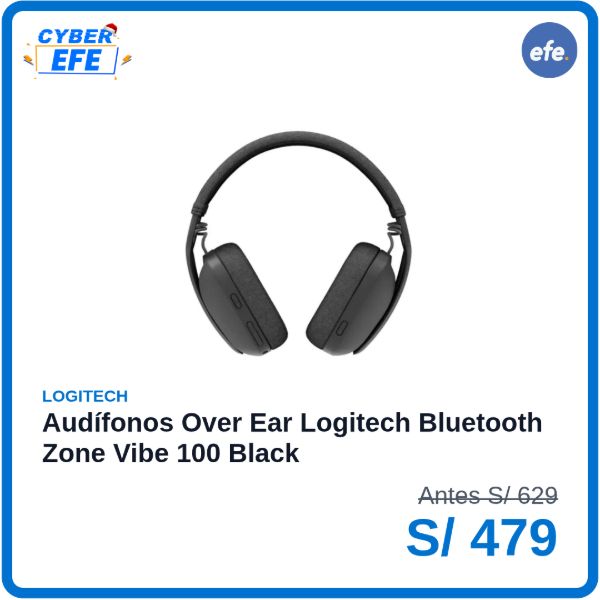 CYBER
EFE
efe.
LOGITECH
Audífonos Over Ear Logitech Bluetooth
Zone Vibe 100 Black
Antes S/ 629
S/ 479